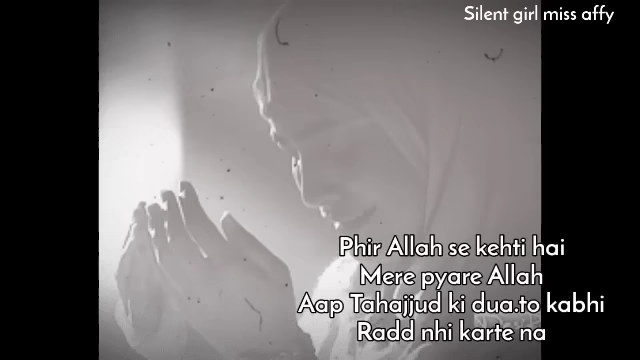 Silent girl miss affy
Phir Allah se kehti hai
Mere pyare Allah
Aap Tahajjud ki dua.to kabhi
Radd nhi karte na